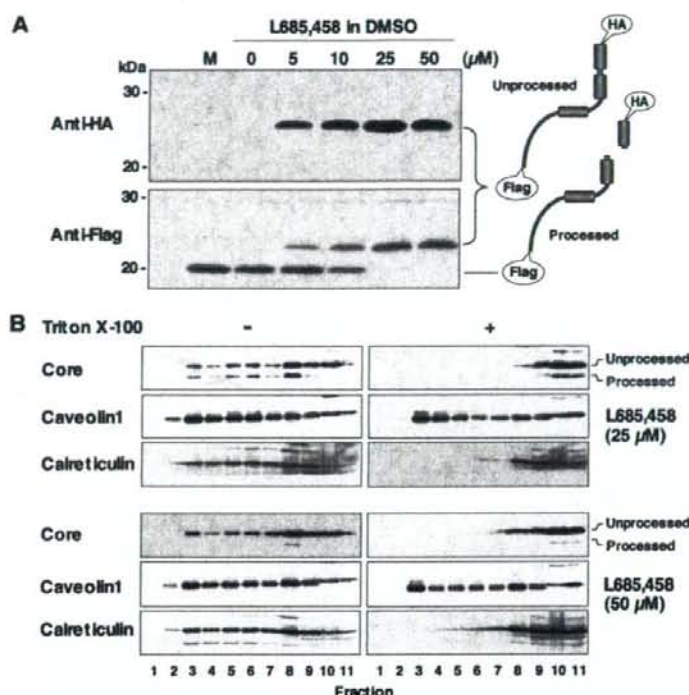 A
L685,458 in DMSO
M 0 5 10 25 50 (μM)
kDa
30 -
Anti-HA
20 -
30 -
Anti-Flag
20 -
HA
Unprocessed
HA
Flag
Processed
Flag
B
Triton X-100 - +
Core
Unprocessed
Processed
Caveolin1
L685,458
(25 μM)
Calreticulin
Core
Unprocessed
Processed
Caveolin1
L685,458
(50 μM)
Calreticulin
1 2 3 4 5 6 7 8 9 10 11 1 2 3 4 5 6 7 8 9 10 11
Fraction